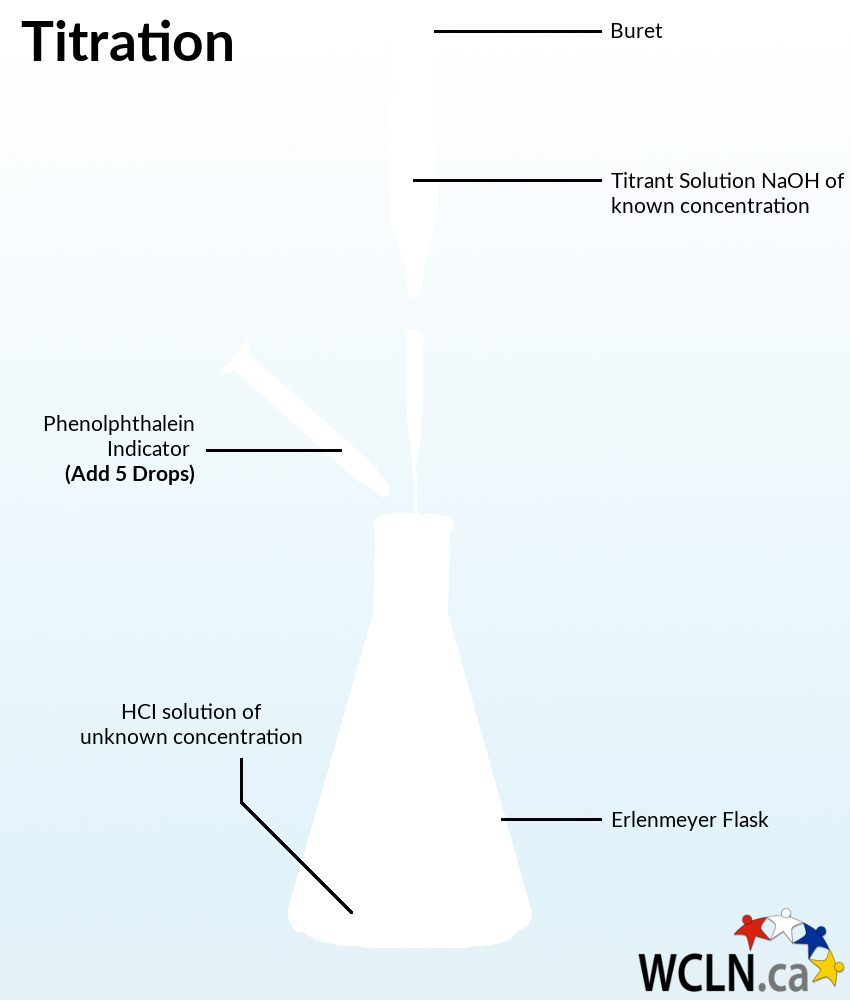 Titration
Buret
Titrant Solution NaOH of
known concentration
Phenolphthalein
Indicator
(Add 5 Drops)
HCl solution of
unknown concentration
Erlenmeyer Flask
WCLN.ca